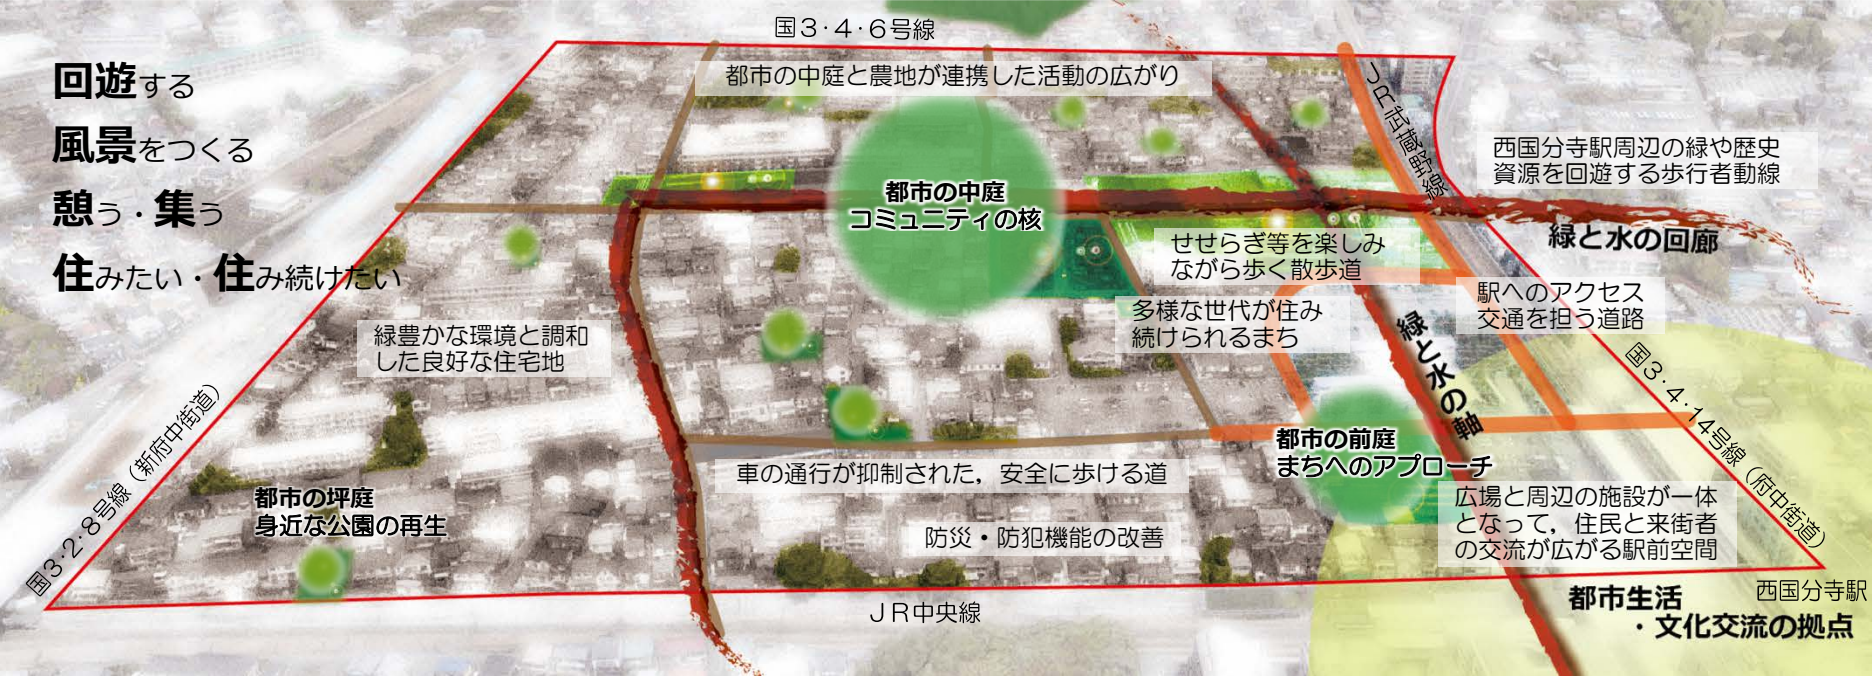 国３・４・６号線
回遊する
風景をつくる
憩う・集う
住みたい・住み続けたい
都市の中庭と農地が連携した活動の広がり
ＪＲ武蔵野線
西国分寺駅周辺の緑や歴史
資源を回遊する歩行者動線
都市の中庭
コミュニティの核
緑と水の回廊
せせらぎ等を楽しみ
ながら歩く散歩道
駅へのアクセス
交通を担う道路
多様な世代が住み
続けられるまち
緑と水の軸
緑豊かな環境と調和
した良好な住宅地
国３・４・１４号線（府中街道）
国３・２・８号線（新府中街道）
都市の前庭
まちへのアプローチ
車の通行が抑制された，安全に歩ける道
都市の坪庭
身近な公園の再生
広場と周辺の施設が一体
となって，住民と来街者
の交流が広がる駅前空間
防災・防犯機能の改善
ＪＲ中央線
西国分寺駅
都市生活
・文化交流の拠点